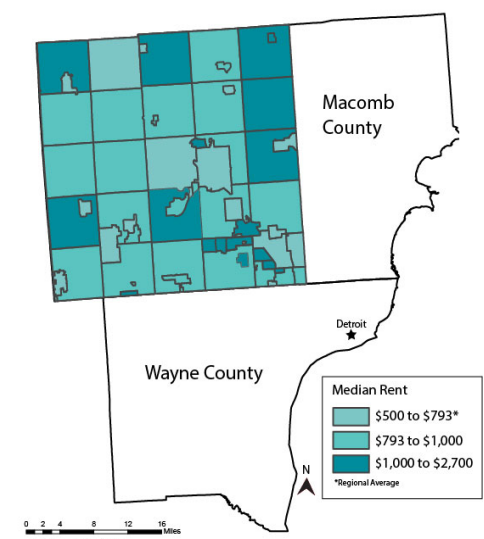 Macomb
County
Detroit
Wayne County
Median Rent
$500 to $793*
$793 to $1,000
$1,000 to $2,700
*Regional Average
N
0 2 4 8 12 16
Miles